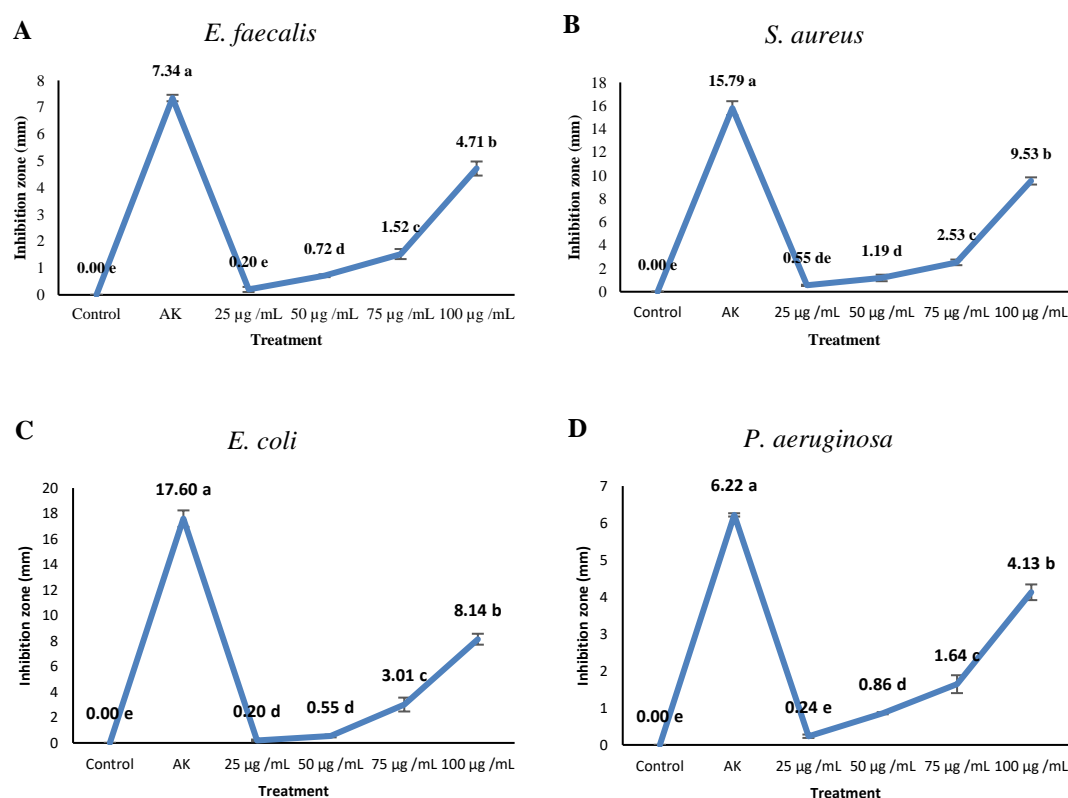 A
E. faecalis
7.34 a
4.71 b
1.52 c
0.72 d
0.20 e
0.00 e
8
7
6
5
4
3
2
1
0
Inhibition zone (mm)
Control AK 25 µg /mL 50 µg /mL 75 µg /mL 100 µg /mL
Treatment
B
S. aureus
15.79 a
9.53 b
2.53 c
1.19 d
0.55 de
0.00 e
18
16
14
12
10
8
6
4
2
0
Inhibition zone (mm)
Control AK 25 µg /mL 50 µg /mL 75 µg /mL 100 µg /mL
Treatment
C
E. coli
17.60 a
8.14 b
3.01 c
0.55 d
0.20 d
0.00 e
20
18
16
14
12
10
8
6
4
2
0
Inhibition zone (mm)
Control AK 25 µg /mL 50 µg /mL 75 µg /mL 100 µg /mL
Treatment
D
P. aeruginosa
6.22 a
4.13 b
1.64 c
0.86 d
0.24 e
0.00 e
7
6
5
4
3
2
1
0
Inhibition zone (mm)
Control AK 25 µg /mL 50 µg /mL 75 µg /mL 100 µg /mL
Treatment